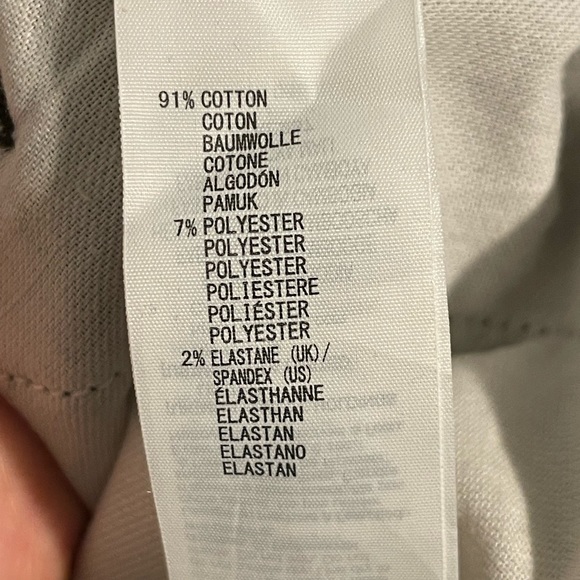 91% COTTON
COTON
BAUMWOLLE
COTONE
ALGODÓN
PAMUK
7% POLYESTER
POLYESTER
POLYESTER
POLIESTERE
POLIÉSTER
POLYESTER
2% ELASTANE (UK)/
SPANDEX (US)
ÉLASTHANNE
ELASTHAN
ELASTAN
ELASTANO
ELASTAN